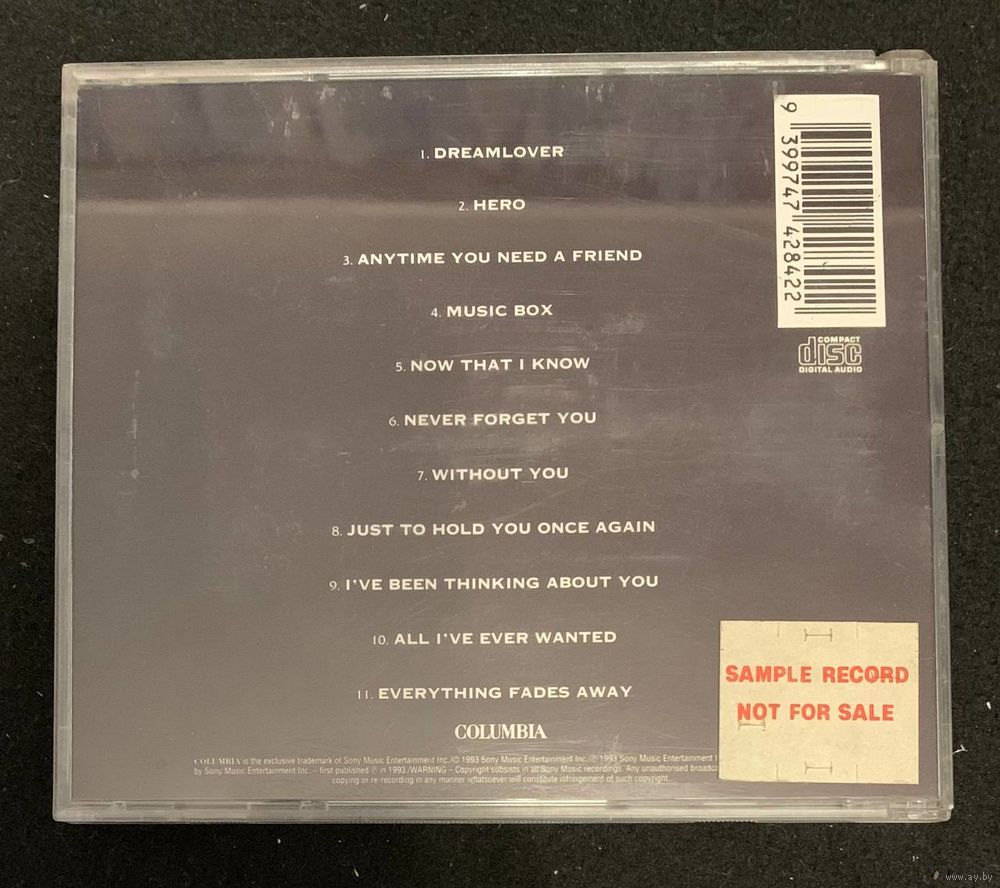 1. DREAMLOVER
2. HERO
3. ANYTIME YOU NEED A FRIEND
4. MUSIC BOX
5. NOW THAT I KNOW
6. NEVER FORGET YOU
7. WITHOUT YOU
8. JUST TO HOLD YOU ONCE AGAIN
9. I'VE BEEN THINKING ABOUT YOU
10. ALL I'VE EVER WANTED
11. EVERYTHING FADES AWAY
COLUMBIA
COLUMBIA is the exclusive trademark of Sony Music Entertainment Inc./© 1993 Sony Music Entertainment Inc./℗ 1993 Sony Music Entertainment
by Sony Music Entertainment Inc. – first published ℗ in 1993./WARNING – Copyright subsists in all Sony Music recordings. Any unauthorised
copying or re-recording in any manner whatsoever will constitute infringement of such copyright.
9 399747 428422
COMPACT
disc
DIGITAL AUDIO
SAMPLE RECORD
NOT FOR SALE
www.ay.by